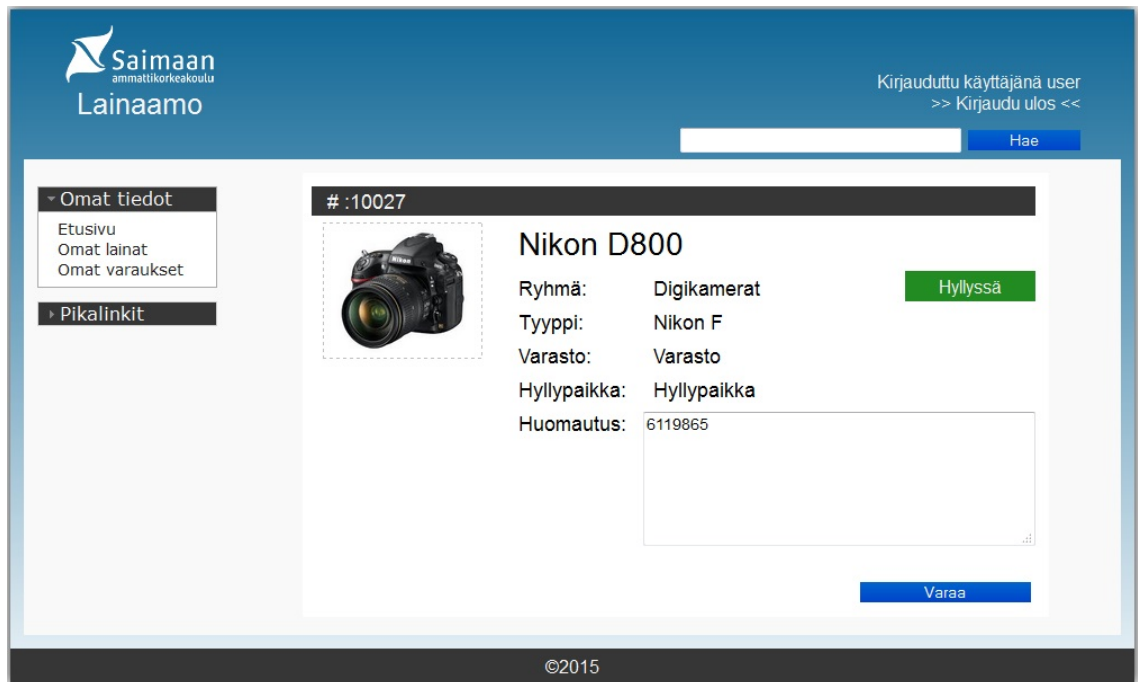 Saimaan
ammattikorkeakoulu
Lainaamo
Kirjauduttu käyttäjänä user
>> Kirjaudu ulos <<
Hae
Omat tiedot
Etusivu
Omat lainat
Omat varaukset
Pikalinkit
# :10027
Nikon
Nikon D800
Ryhmä: Digikamerat
Hyllyssä
Tyyppi: Nikon F
Varasto: Varasto
Hyllypaikka: Hyllypaikka
Huomautus: 6119865
Varaa
©2015